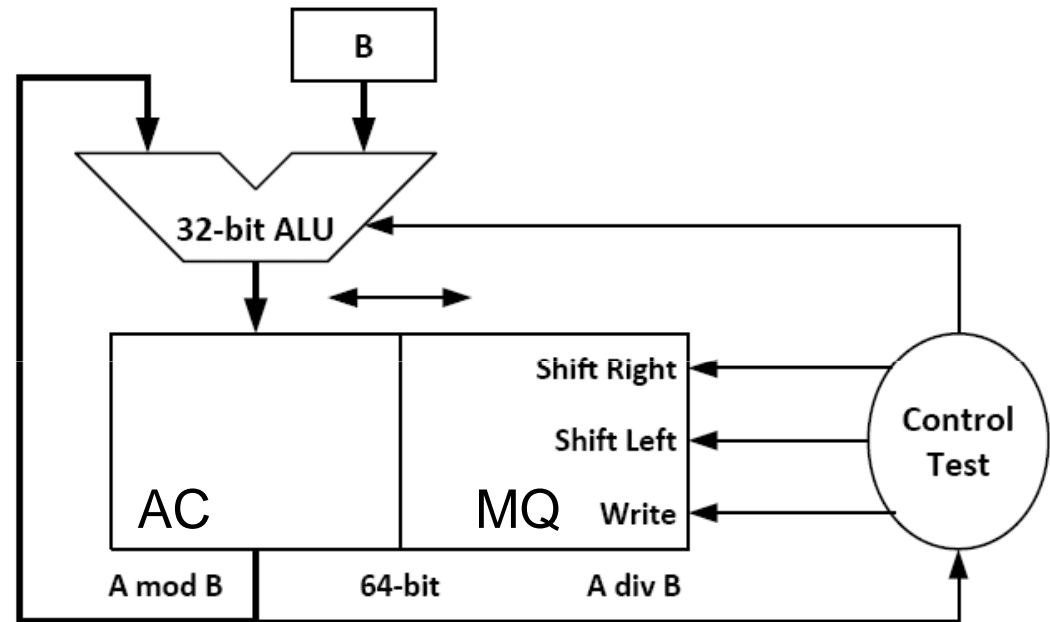 B
32-bit ALU
Shift Right
Shift Left
Control
Test
AC
MQ
Write
A mod B
64-bit
A div B